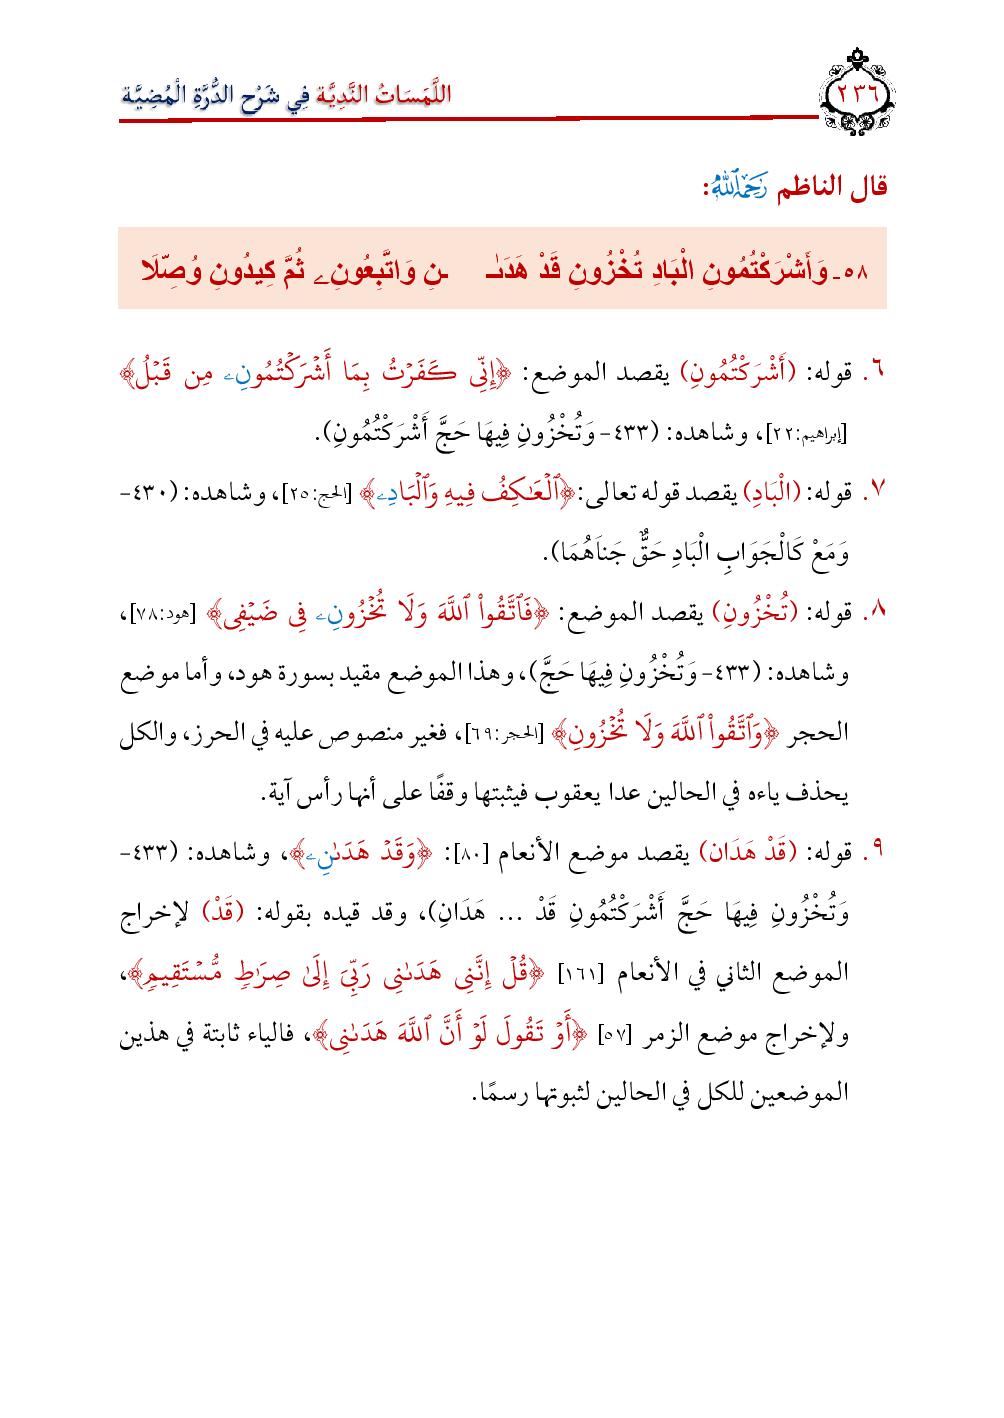 ٢٣٦
اللَّمَسَاتُ النَّدِيَّة فِي شَرْح الدُّرَّةِ الْمُضِيَّة
قال الناظم رَحِمَهُ ٱللَّهُ:
٥٨- وَأَشْرَكْتُمُونِ الْبَادِ تُخْزُونِ قَدْ هَدَىٰـ ـنِ وَاتَّبِعُونِۦ ثُمَّ كِيدُونِ وُصِّلَا
٦. قوله: (أَشْرَكْتُمُونِ) يقصد الموضع: ﴿إِنِّى كَفَرْتُ بِمَا أَشْرَكْتُمُونِۦ مِن قَبْلُ﴾
[إبراهيم:٢٢]، وشاهده: (٤٣٣- وَتُخْزُونِ فِيهَا حَجَّ أَشْرَكْتُمُونِ).
٧. قوله: (الْبَادِ) يقصد قوله تعالى: ﴿ٱلْعَـٰكِفُ فِيهِ وَٱلْبَادِۦ﴾ [الحج:٢٥]، وشاهده: (٤٣٠-
وَمَعْ كَالْجَوَابِ الْبَادِ حَقٌّ جَنَاهُمَا).
٨. قوله: (تُخْزُونِ) يقصد الموضع: ﴿فَٱتَّقُوا۟ ٱللَّهَ وَلَا تُخْزُونِۦ فِى ضَيْفِى﴾ [هود:٧٨]،
وشاهده: (٤٣٣- وَتُخْزُونِ فِيهَا حَجَّ)، وهذا الموضع مقيد بسورة هود، وأما موضع
الحجر ﴿وَٱتَّقُوا۟ ٱللَّهَ وَلَا تُخْزُونِ﴾ [الحجر:٦٩]، فغير منصوص عليه في الحرز، والكل
يحذف ياءه في الحالين عدا يعقوب فيثبتها وقفًا على أنها رأس آية.
٩. قوله: (قَدْ هَدَان) يقصد موضع الأنعام [٨٠]: ﴿وَقَدْ هَدَىٰنِۦ﴾، وشاهده: (٤٣٣-
وَتُخْزُونِ فِيهَا حَجَّ أَشْرَكْتُمُونِ قَدْ ... هَدَانِ)، وقد قيده بقوله: (قَدْ) لإخراج
الموضع الثاني في الأنعام [١٦١] ﴿قُلْ إِنَّنِى هَدَىٰنِى رَبِّىٓ إِلَىٰ صِرَٰطٍ مُّسْتَقِيمٍ﴾،
ولإخراج موضع الزمر [٥٧] ﴿أَوْ تَقُولَ لَوْ أَنَّ ٱللَّهَ هَدَىٰنِى﴾، فالياء ثابتة في هذين
الموضعين للكل في الحالين لثبوتها رسمًا.